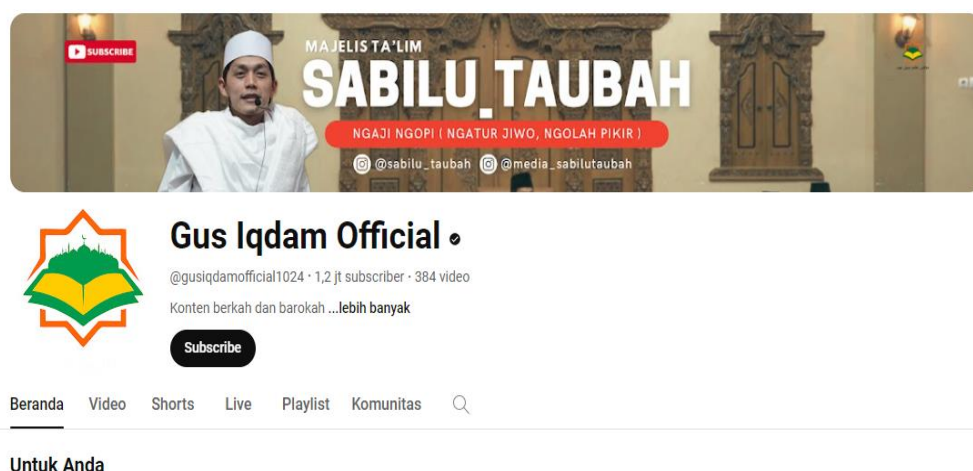 SUBSCRIBE
MAJELIS TA'LIM
SABILU_TAUBAH
NGAJI NGOPI ( NGATUR JIWO, NGOLAH PIKIR )
@sabilu_taubah @media_sabilutaubah
Gus Iqdam Official
@gusiqdamofficial1024 · 1,2 jt subscriber · 384 video
Konten berkah dan barokah ...lebih banyak
Subscribe
Beranda Video Shorts Live Playlist Komunitas
Untuk Anda